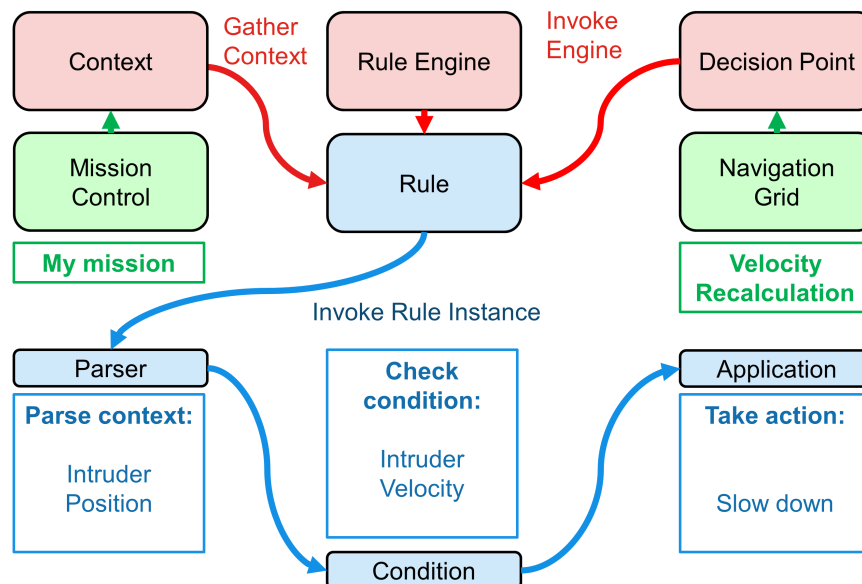 Context
Gather
Context
Rule Engine
Invoke
Engine
Decision Point
Mission
Control
Rule
Navigation
Grid
My mission
Velocity
Recalculation
Invoke Rule Instance
Parser
Check
condition:
Application
Parse context:
Intruder
Position
Intruder
Velocity
Take action:
Slow down
Condition